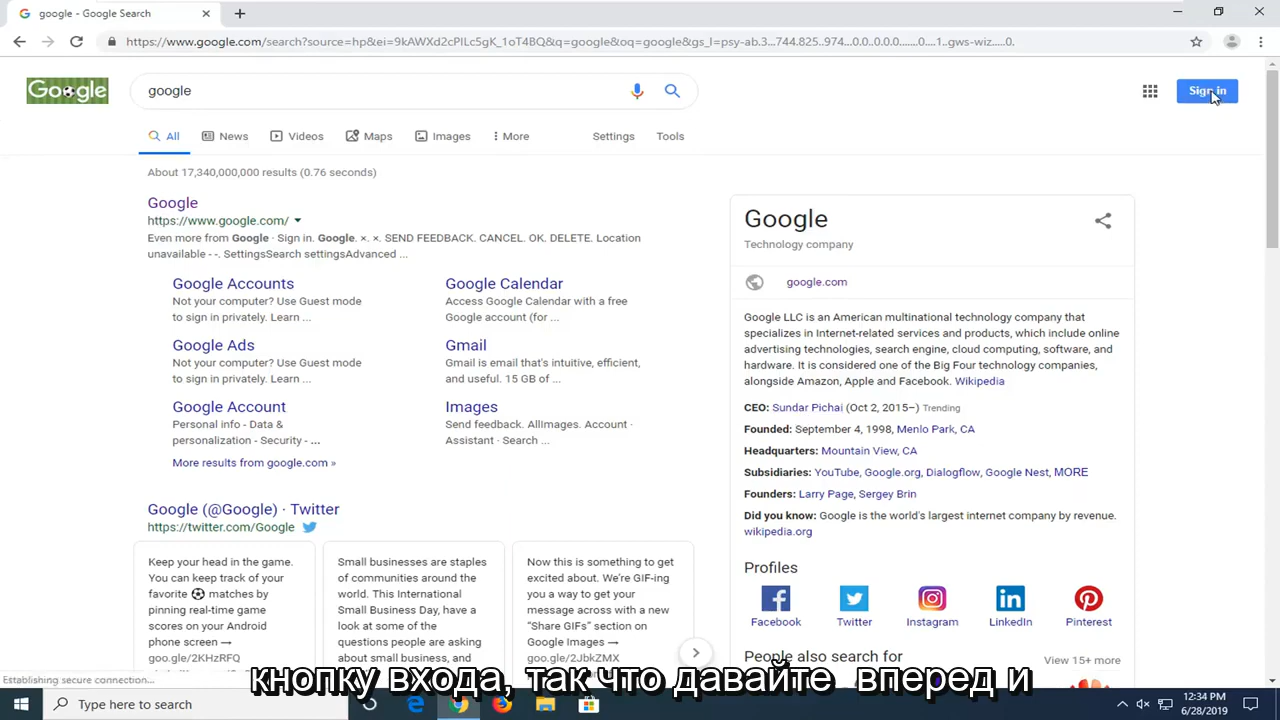 google - Google Search
https://www.google.com/search?source=hp&ei=9kAWXd2cPILc5gK_1oT4BQ&q=google&oq=google&gs_l=psy-ab.3...744.825..974...0.0..0.0.0.......0....1..gws-wiz.....0.
Google
google
Sign in
All
News
Videos
Maps
Images
More
Settings
Tools
About 17,340,000,000 results (0.76 seconds)
Google
https://www.google.com/
Even more from Google · Sign in. Google. ×. ×. SEND FEEDBACK. CANCEL. OK. DELETE. Location
unavailable - -. SettingsSearch settingsAdvanced ...
Google Accounts
Not your computer? Use Guest mode
to sign in privately. Learn ...
Google Calendar
Access Google Calendar with a free
Google account (for ...
Google Ads
Not your computer? Use Guest mode
to sign in privately. Learn ...
Gmail
Gmail is email that's intuitive, efficient,
and useful. 15 GB of ...
Google Account
Personal info - Data &
personalization - Security - ...
Images
Send feedback. AllImages. Account ·
Assistant · Search ...
More results from google.com »
Google (@Google) · Twitter
https://twitter.com/Google
Keep your head in the game.
You can keep track of your
favorite ⚽ matches by
pinning real-time game
scores on your Android
phone screen →
goo.gle/2KHzRFQ
Small businesses are staples
of communities around the
world. This International
Small Business Day, have a
look at some of the
questions people are asking
about small business, and
Now this is something to get
excited about. We're GIF-ing
you a way to get your
message across with a new
"Share GIFs" section on
Google Images →
goo.gle/2JbkZMX
Google
Technology company
google.com
Google LLC is an American multinational technology company that
specializes in Internet-related services and products, which include online
advertising technologies, search engine, cloud computing, software, and
hardware. It is considered one of the Big Four technology companies,
alongside Amazon, Apple and Facebook. Wikipedia
CEO: Sundar Pichai (Oct 2, 2015–) Trending
Founded: September 4, 1998, Menlo Park, CA
Headquarters: Mountain View, CA
Subsidiaries: YouTube, Google.org, Dialogflow, Google Nest, MORE
Founders: Larry Page, Sergey Brin
Did you know: Google is the world's largest internet company by revenue.
wikipedia.org
Profiles
Facebook
Twitter
Instagram
LinkedIn
Pinterest
People also search for
View 15+ more
Establishing secure connection...
кнопку входа, так что давайте вперед и
Type here to search
12:34 PM
6/28/2019